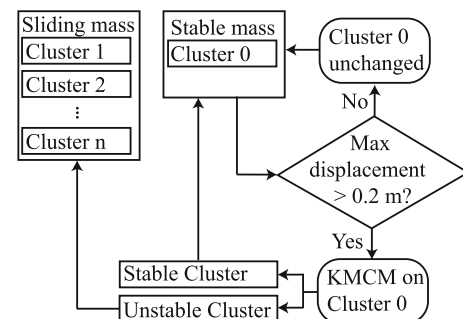 Sliding mass
Cluster 1
Cluster 2
⋮
Cluster n
Stable mass
Cluster 0
Cluster 0
unchanged
No
Max
displacement
> 0.2 m?
Yes
KMCM on
Cluster 0
Stable Cluster
Unstable Cluster